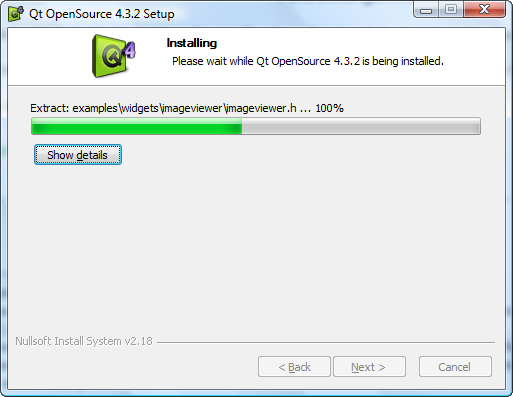 Qt OpenSource 4.3.2 Setup
4
Installing
Please wait while Qt OpenSource 4.3.2 is being installed.
Extract: examples\widgets\imageviewer\imageviewer.h ... 100%
Show details
Nullsoft Install System v2.18
< Back
Next >
Cancel